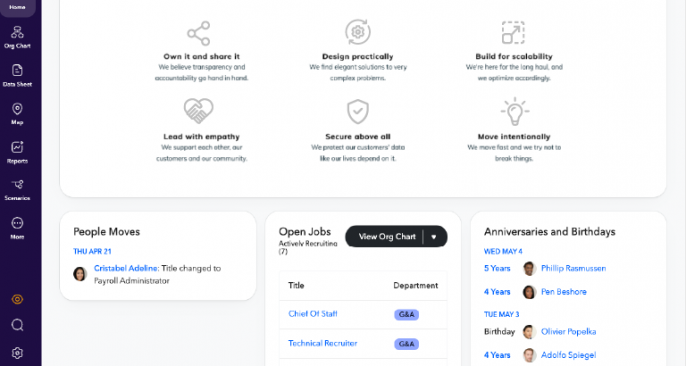 Home
Org Chart
Data Sheet
Map
Reports
Scenarios
More
Own it and share it
We believe transparency and
accountability go hand in hand.
Design practically
We find elegant solutions to very
complex problems.
Build for scalability
We're here for the long haul, and
we optimize accordingly.
Lead with empathy
We support each other, our
customers and our community.
Secure above all
We protect our customers' data
like our lives depend on it.
Move intentionally
We move fast and we try not to
break things.
People Moves
THU APR 21
Cristabel Adeline: Title changed to
Payroll Administrator
Open Jobs
Actively Recruiting
(7)
View Org Chart
Title Department
Chief Of Staff G&A
Technical Recruiter G&A
Anniversaries and Birthdays
WED MAY 4
5 Years Phillip Rasmussen
4 Years Pen Beshore
TUE MAY 3
Birthday Olivier Popelka
4 Years Adolfo Spiegel